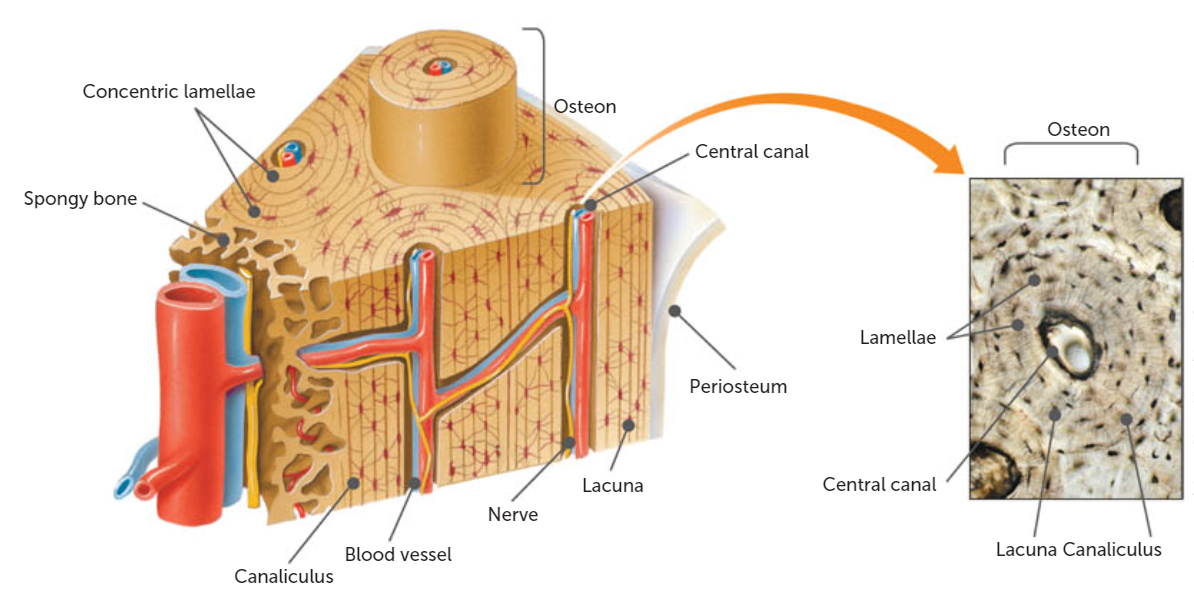 Concentric lamellae
Osteon
Spongy bone
Central canal
Periosteum
Lacuna
Nerve
Blood vessel
Canaliculus
Osteon
Lamellae
Central canal
Lacuna Canaliculus